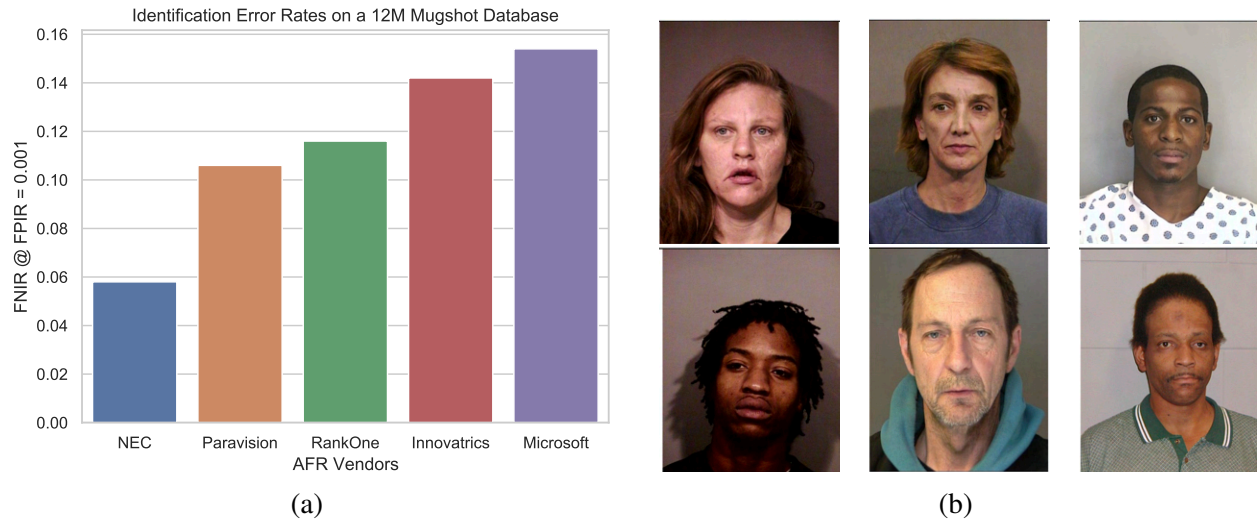 Identification Error Rates on a 12M Mugshot Database
FNIR @ FPIR = 0.001
0.16
0.14
0.12
0.10
0.08
0.06
0.04
0.02
0.00
NEC Paravision RankOne Innovatrics Microsoft
AFR Vendors
(a) (b)